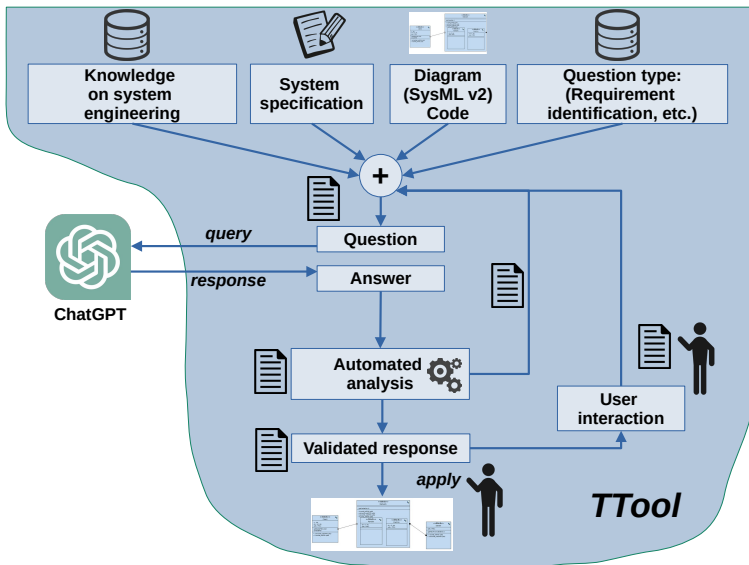 Knowledge
on system
engineering
System
specification
Diagram
(SysML v2)
Code
Question type:
(Requirement
identification, etc.)
+
query
Question
response
Answer
ChatGPT
Automated
analysis
User
interaction
Validated response
apply
TTool